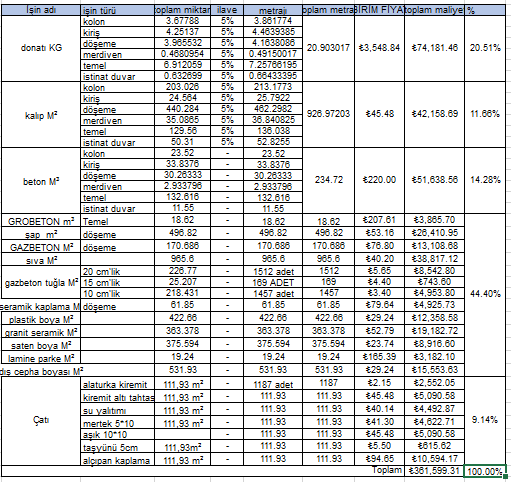 İşin adı işin türü toplam miktar ilave metrajı toplam metraj BİRİM FİYAT toplam maliyet %
donatı KG 20.903017 ₺3,548.84 ₺74,181.46 20.51%
kolon 3.67788 5% 3.861774
kiriş 4.25137 5% 4.4639385
döşeme 3.965532 5% 4.1638086
merdiven 0.4680954 5% 0.49150017
temel 6.912059 5% 7.25766195
istinat duvar 0.632699 5% 0.66433395
kalıp M² 926.97203 ₺45.48 ₺42,158.69 11.66%
kolon 203.026 5% 213.1773
kiriş 24.564 5% 25.7922
döşeme 440.284 5% 462.2982
merdiven 35.0865 5% 36.840825
temel 129.56 5% 136.038
istinat duvar 50.31 5% 52.8255
beton M³ 234.72 ₺220.00 ₺51,638.56 14.28%
kolon 23.52 - 23.52
kiriş 33.8376 - 33.8376
döşeme 30.26333 - 30.26333
merdiven 2.933796 - 2.933796
temel 132.616 - 132.616
istinat duvar 11.55 - 11.55
GROBETON m³ Temel 18.62 - 18.62 18.62 ₺207.61 ₺3,865.70
şap m² döşeme 496.82 - 496.82 496.82 ₺53.16 ₺26,410.95
GAZBETON M² döşeme 170.686 - 170.686 170.686 ₺76.80 ₺13,108.68
sıva M² 965.6 - 965.6 965.6 ₺40.20 ₺38,817.12
gazbeton tuğla M² 44.40%
20 cm'lik 226.77 - 1512 adet 1512 ₺5.65 ₺8,542.80
15 cm'lik 25.207 - 169 ADET 169 ₺4.40 ₺743.60
10 cm'lik 218.431 - 1457 adet 1457 ₺3.40 ₺4,953.80
seramik kaplama M döşeme 61.85 - 61.85 61.85 ₺79.64 ₺4,925.73
plastik boya M² 422.66 - 422.66 422.66 ₺29.24 ₺12,358.58
granit seramik M² 363.378 - 363.378 363.378 ₺52.79 ₺19,182.72
saten boya M² 375.594 - 375.594 375.594 ₺23.74 ₺8,916.60
lamine parke M² 19.24 - 19.24 19.24 ₺165.39 ₺3,182.10
dış cepha boyası M² 531.93 - 531.93 531.93 ₺29.24 ₺15,553.63
Çatı 9.14%
alaturka kiremit 111,93 m² - 1187 adet 1187 ₺2.15 ₺2,552.05
kiremit altı tahtas 111,93 m² - 111.93 111.93 ₺45.48 ₺5,090.58
su yalıtımı 111,93 m² - 111.93 111.93 ₺40.14 ₺4,492.87
mertek 5*10 111,93 m² - 111.93 111.93 ₺41.30 ₺4,622.71
aşık 10*10 - 111.93 111.93 ₺45.48 ₺5,090.58
taşyünü 5cm 111,93m² - 111.93 111.93 ₺5.50 ₺615.62
alçıpan kaplama 111,93 m² - 111.93 111.93 ₺94.65 ₺10,594.17
Toplam ₺361,599.31 100.00%